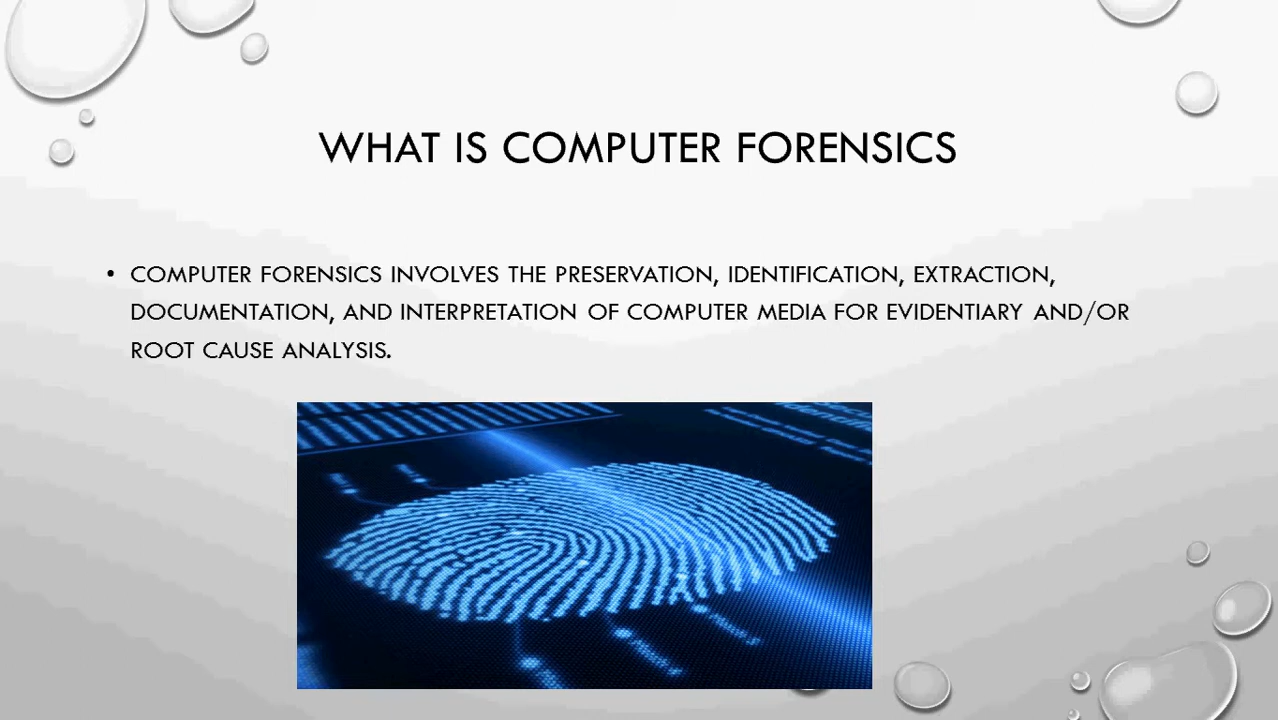 WHAT IS COMPUTER FORENSICS
• COMPUTER FORENSICS INVOLVES THE PRESERVATION, IDENTIFICATION, EXTRACTION,
DOCUMENTATION, AND INTERPRETATION OF COMPUTER MEDIA FOR EVIDENTIARY AND/OR
ROOT CAUSE ANALYSIS.